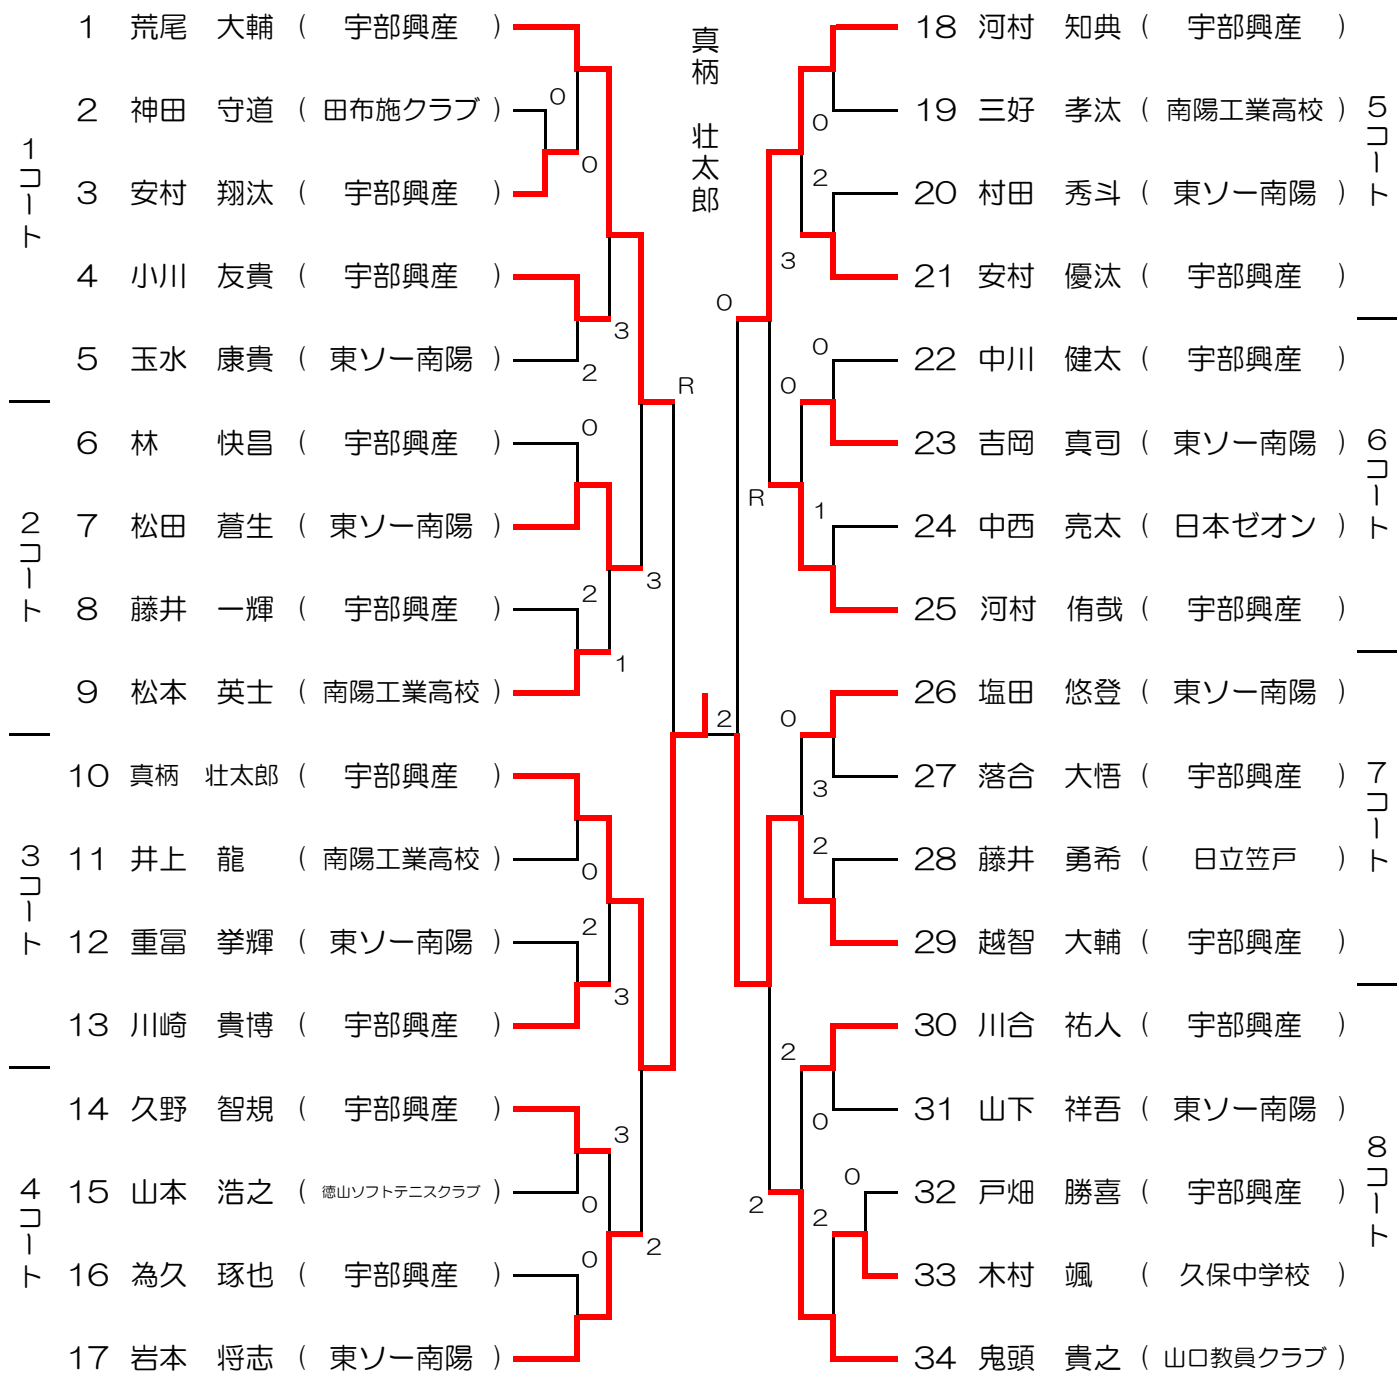 真柄 壮太郎
1コート
1 荒尾 大輔 ( 宇部興産 )
2 神田 守道 ( 田布施クラブ )
3 安村 翔汰 ( 宇部興産 )
4 小川 友貴 ( 宇部興産 )
5 玉水 康貴 ( 東ソー南陽 )
0
0
3
2
R
2コート
6 林 快昌 ( 宇部興産 )
7 松田 蒼生 ( 東ソー南陽 )
8 藤井 一輝 ( 宇部興産 )
9 松本 英士 ( 南陽工業高校 )
0
3
2
1
3コート
10 真柄 壮太郎 ( 宇部興産 )
11 井上 龍 ( 南陽工業高校 )
12 重冨 挙輝 ( 東ソー南陽 )
13 川崎 貴博 ( 宇部興産 )
0
2
3
4コート
14 久野 智規 ( 宇部興産 )
15 山本 浩之 ( 徳山ソフトテニスクラブ )
16 為久 琢也 ( 宇部興産 )
17 岩本 将志 ( 東ソー南陽 )
3
0
2
0
0
2
5コート
18 河村 知典 ( 宇部興産 )
19 三好 孝汰 ( 南陽工業高校 )
20 村田 秀斗 ( 東ソー南陽 )
21 安村 優汰 ( 宇部興産 )
0
2
3
6コート
22 中川 健太 ( 宇部興産 )
23 吉岡 真司 ( 東ソー南陽 )
24 中西 亮太 ( 日本ゼオン )
25 河村 侑哉 ( 宇部興産 )
0
0
R
1
7コート
26 塩田 悠登 ( 東ソー南陽 )
27 落合 大悟 ( 宇部興産 )
28 藤井 勇希 ( 日立笠戸 )
29 越智 大輔 ( 宇部興産 )
0
3
2
8コート
30 川合 祐人 ( 宇部興産 )
31 山下 祥吾 ( 東ソー南陽 )
32 戸畑 勝喜 ( 宇部興産 )
33 木村 颯 ( 久保中学校 )
34 鬼頭 貴之 ( 山口教員クラブ )
2
0
0
2
2